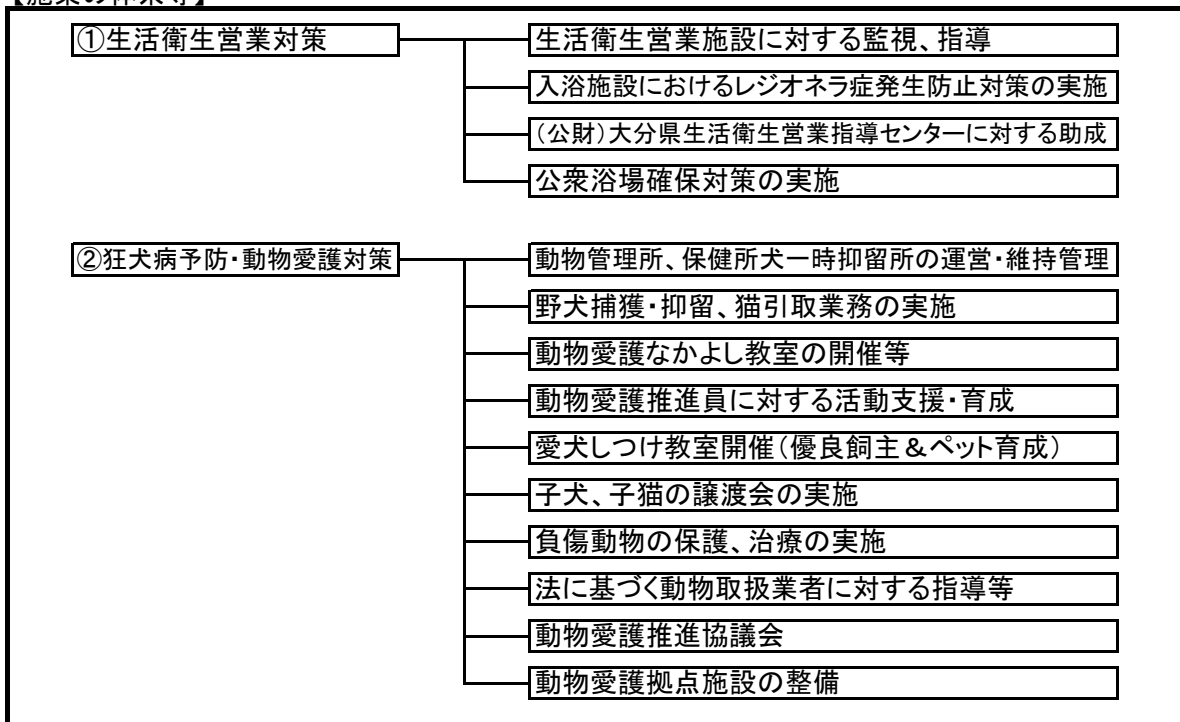 【施策の体系等】
①生活衛生営業対策
生活衛生営業施設に対する監視、指導
入浴施設におけるレジオネラ症発生防止対策の実施
(公財)大分県生活衛生営業指導センターに対する助成
公衆浴場確保対策の実施
②狂犬病予防・動物愛護対策
動物管理所、保健所犬一時抑留所の運営・維持管理
野犬捕獲・抑留、猫引取業務の実施
動物愛護なかよし教室の開催等
動物愛護推進員に対する活動支援・育成
愛犬しつけ教室開催(優良飼主&ペット育成)
子犬、子猫の譲渡会の実施
負傷動物の保護、治療の実施
法に基づく動物取扱業者に対する指導等
動物愛護推進協議会
動物愛護拠点施設の整備